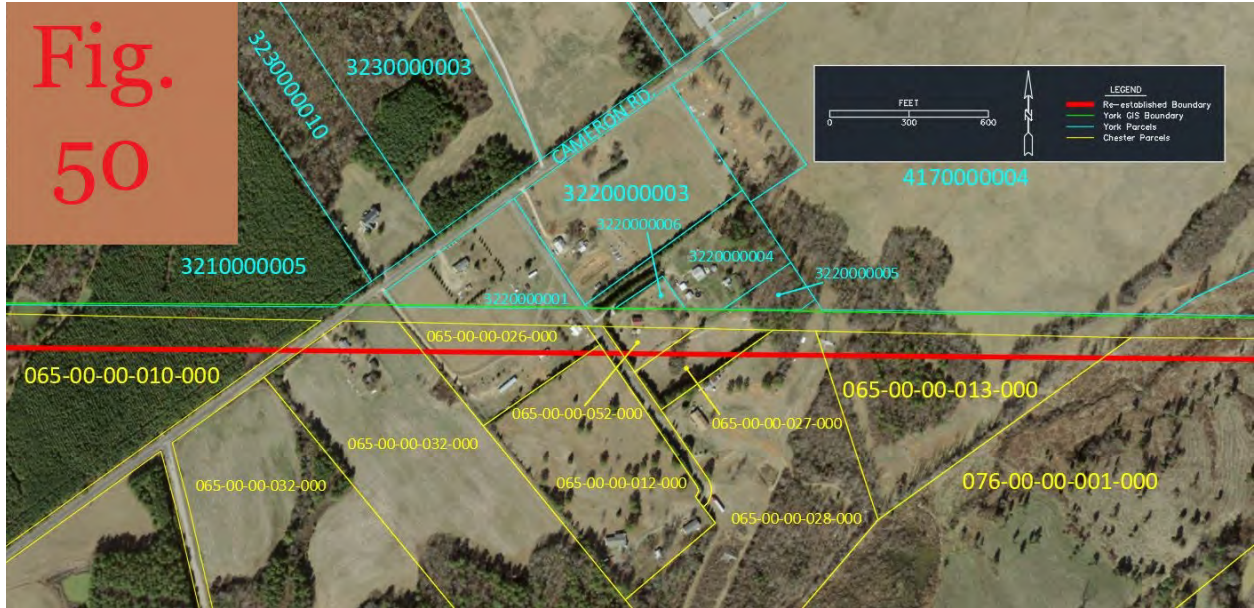 Fig.
50
3230000010
3230000003
CAMERON RD.
3220000003
3220000006
3220000004
3220000005
4170000004
3210000005
3220000001
LEGEND
FEET
0 300 600
N
Re-established Boundary
York GIS Boundary
York Parcels
Chester Parcels
065-00-00-026-000
065-00-00-010-000
065-00-00-013-000
065-00-00-052-000
065-00-00-027-000
065-00-00-032-000
065-00-00-032-000
065-00-00-012-000
065-00-00-028-000
076-00-00-001-000